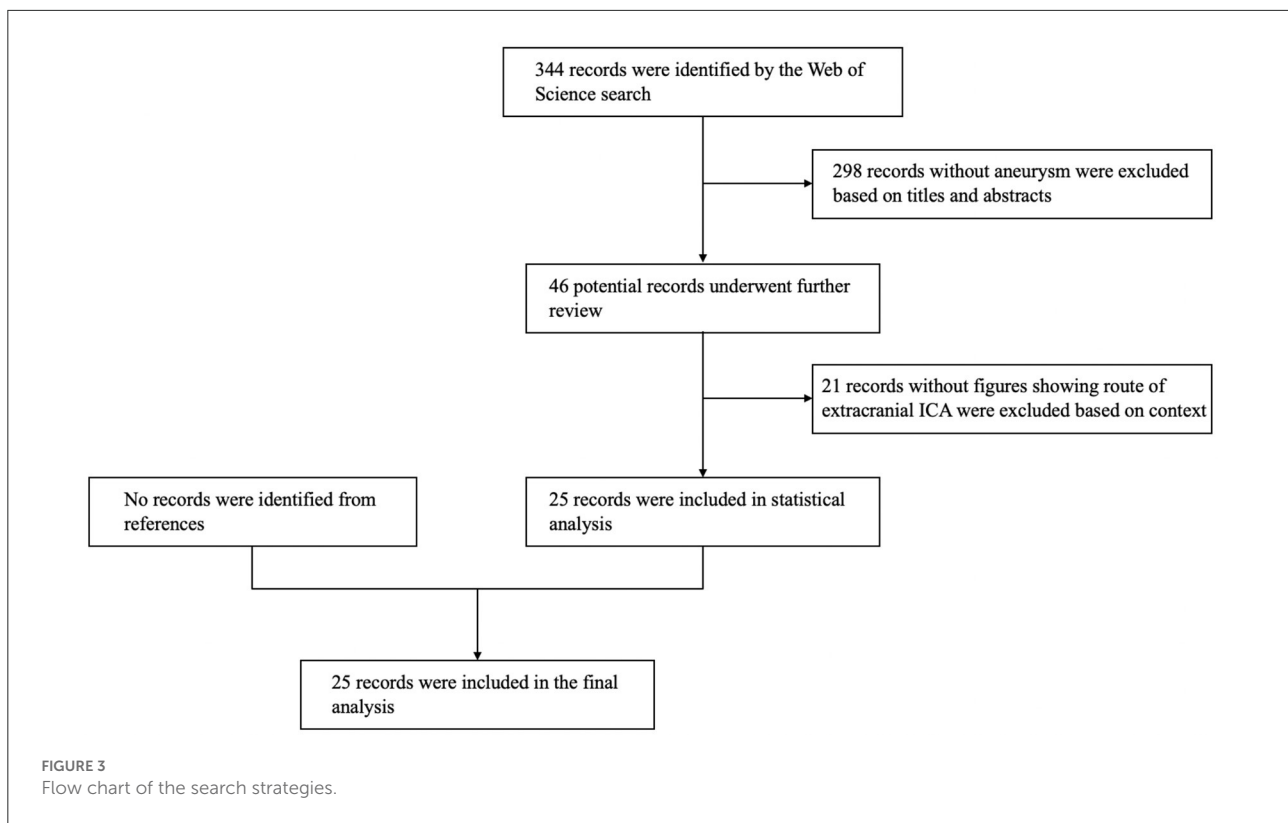 344 records were identified by the Web of
Science search
298 records without aneurysm were excluded
based on titles and abstracts
46 potential records underwent further
review
21 records without figures showing route of
extracranial ICA were excluded based on context
No records were identified from
references
25 records were included in statistical
analysis
25 records were included in the final
analysis
FIGURE 3
Flow chart of the search strategies.